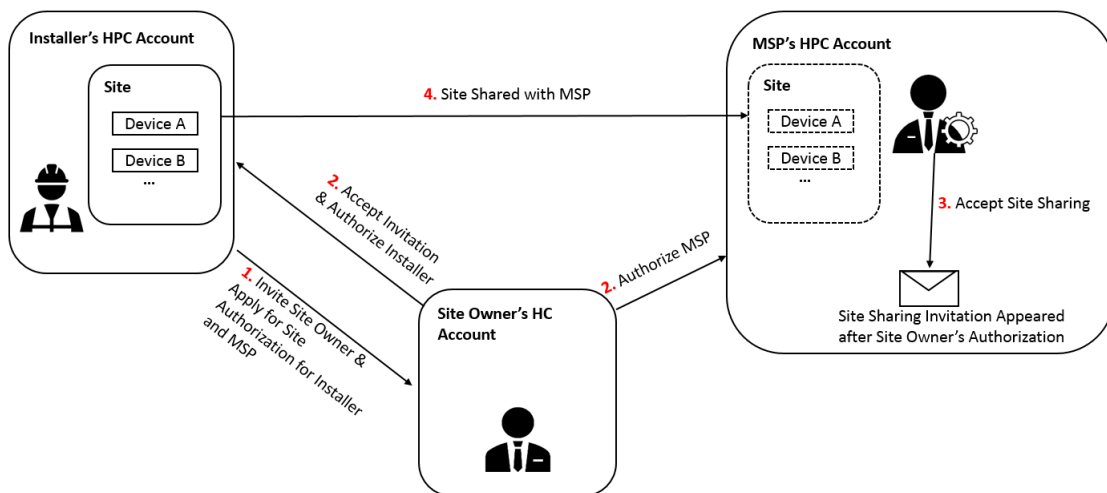 Installer's HPC Account
Site
Device A
Device B
...
MSP's HPC Account
Site
Device A
Device B
...
4. Site Shared with MSP
2. Accept Invitation
& Authorize Installer
1. Invite Site Owner &
Apply for Site
Authorization for Installer
and MSP
2. Authorize MSP
3. Accept Site Sharing
Site Owner's HC
Account
Site Sharing Invitation Appeared
after Site Owner's Authorization